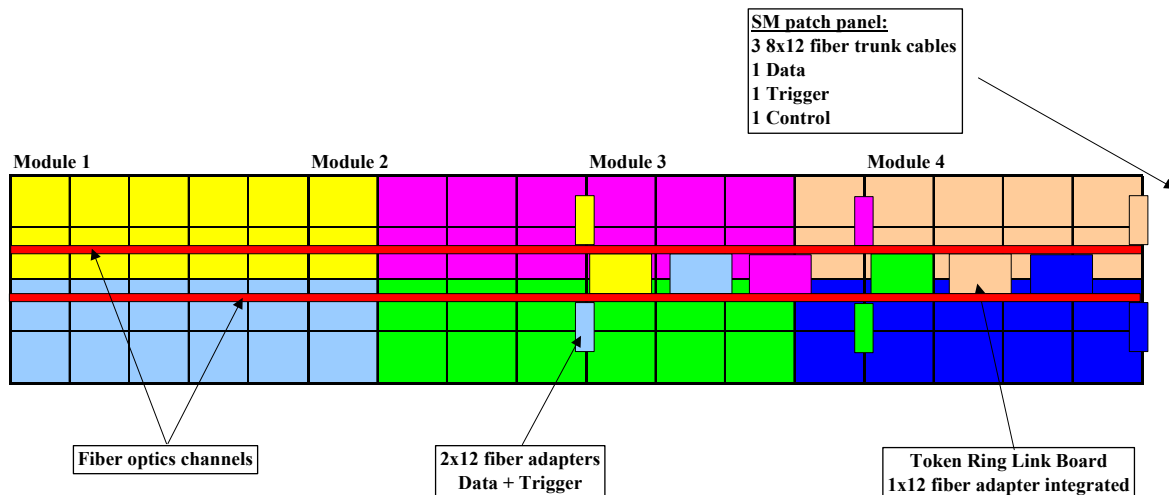 SM patch panel:
3 8x12 fiber trunk cables
1 Data
1 Trigger
1 Control
Module 1
Module 2
Module 3
Module 4
Fiber optics channels
2x12 fiber adapters
Data + Trigger
Token Ring Link Board
1x12 fiber adapter integrated